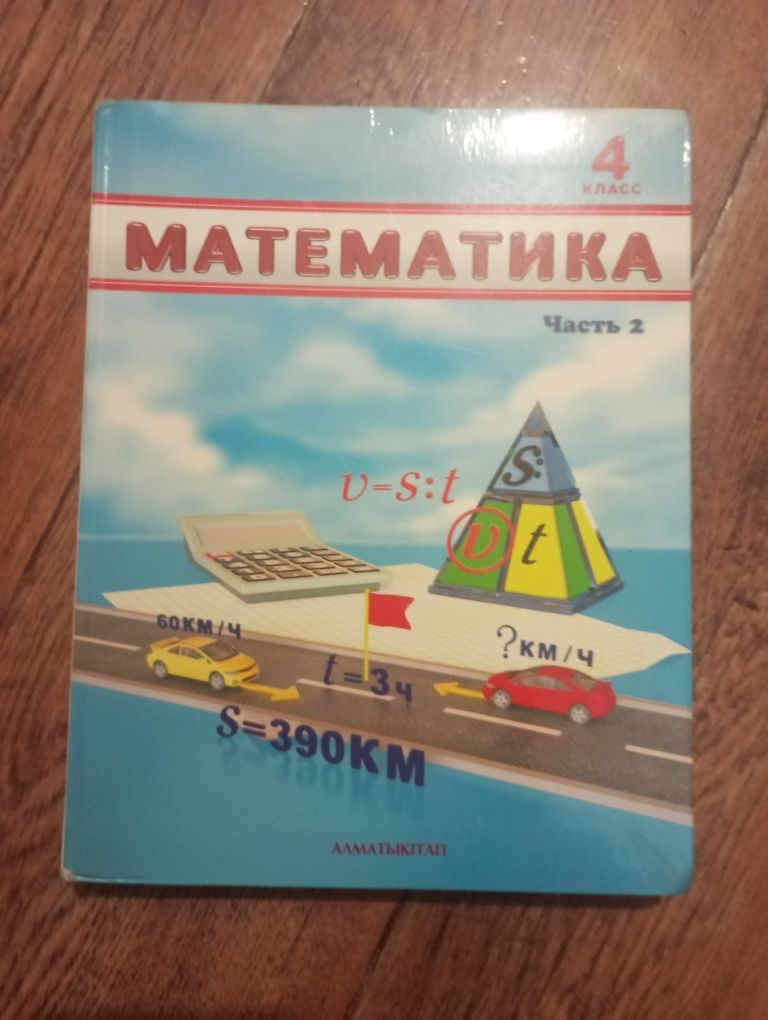 4
КЛАСС
МАТЕМАТИКА
Часть 2
s:
v=s:t
v t
60КМ/Ч
?КМ/Ч
t=3ч
S=390КМ
АЛМАТЫКІТАП